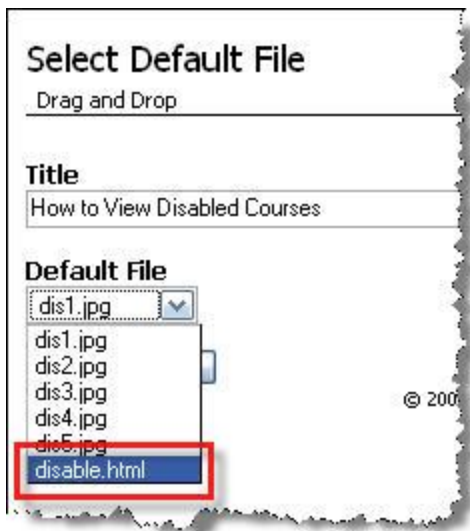 Select Default File
Drag and Drop
Title
How to View Disabled Courses
Default File
dis1.jpg
dis1.jpg
dis2.jpg
dis3.jpg
dis4.jpg
dis5.jpg
disable.html
© 200